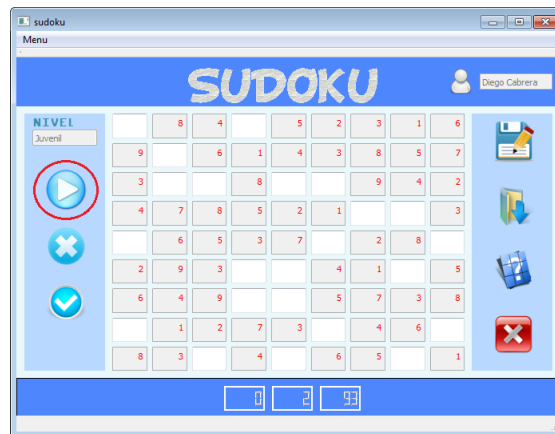 sudoku
Menu
SUDOKU
Diego Cabrera
NIVEL
Juvenil
8 4 5 2 3 1 6
9 6 1 4 3 8 5 7
3 8 9 4 2
4 7 8 5 2 1 3
6 5 3 7 2 8
2 9 3 4 1 5
6 4 9 5 7 3 8
1 2 7 3 4 6
8 3 4 6 5 1
0 2 93